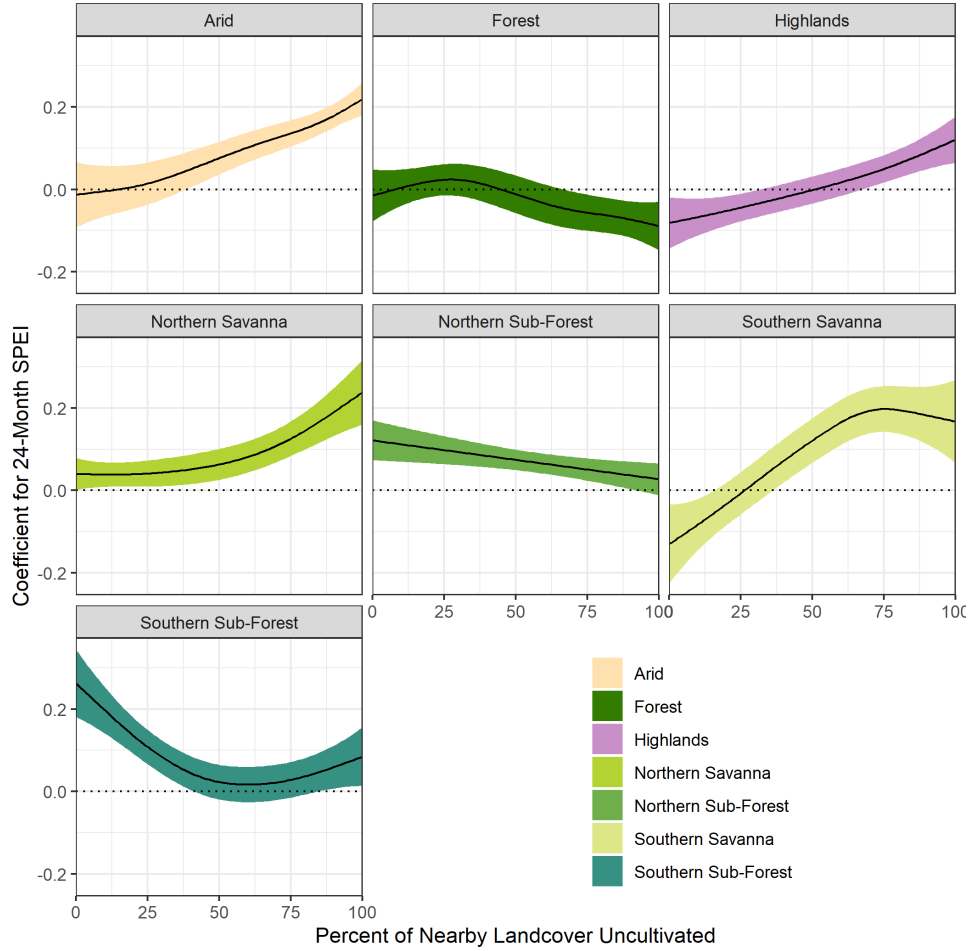 Arid
Forest
Highlands
0.2
0.0
-0.2
Northern Savanna
Northern Sub-Forest
Southern Savanna
0.2
0.0
-0.2
0 25 50 75 100
0 25 50 75 100
Southern Sub-Forest
0.2
0.0
-0.2
0 25 50 75 100
Coefficient for 24-Month SPEI
Percent of Nearby Landcover Uncultivated
Arid
Forest
Highlands
Northern Savanna
Northern Sub-Forest
Southern Savanna
Southern Sub-Forest